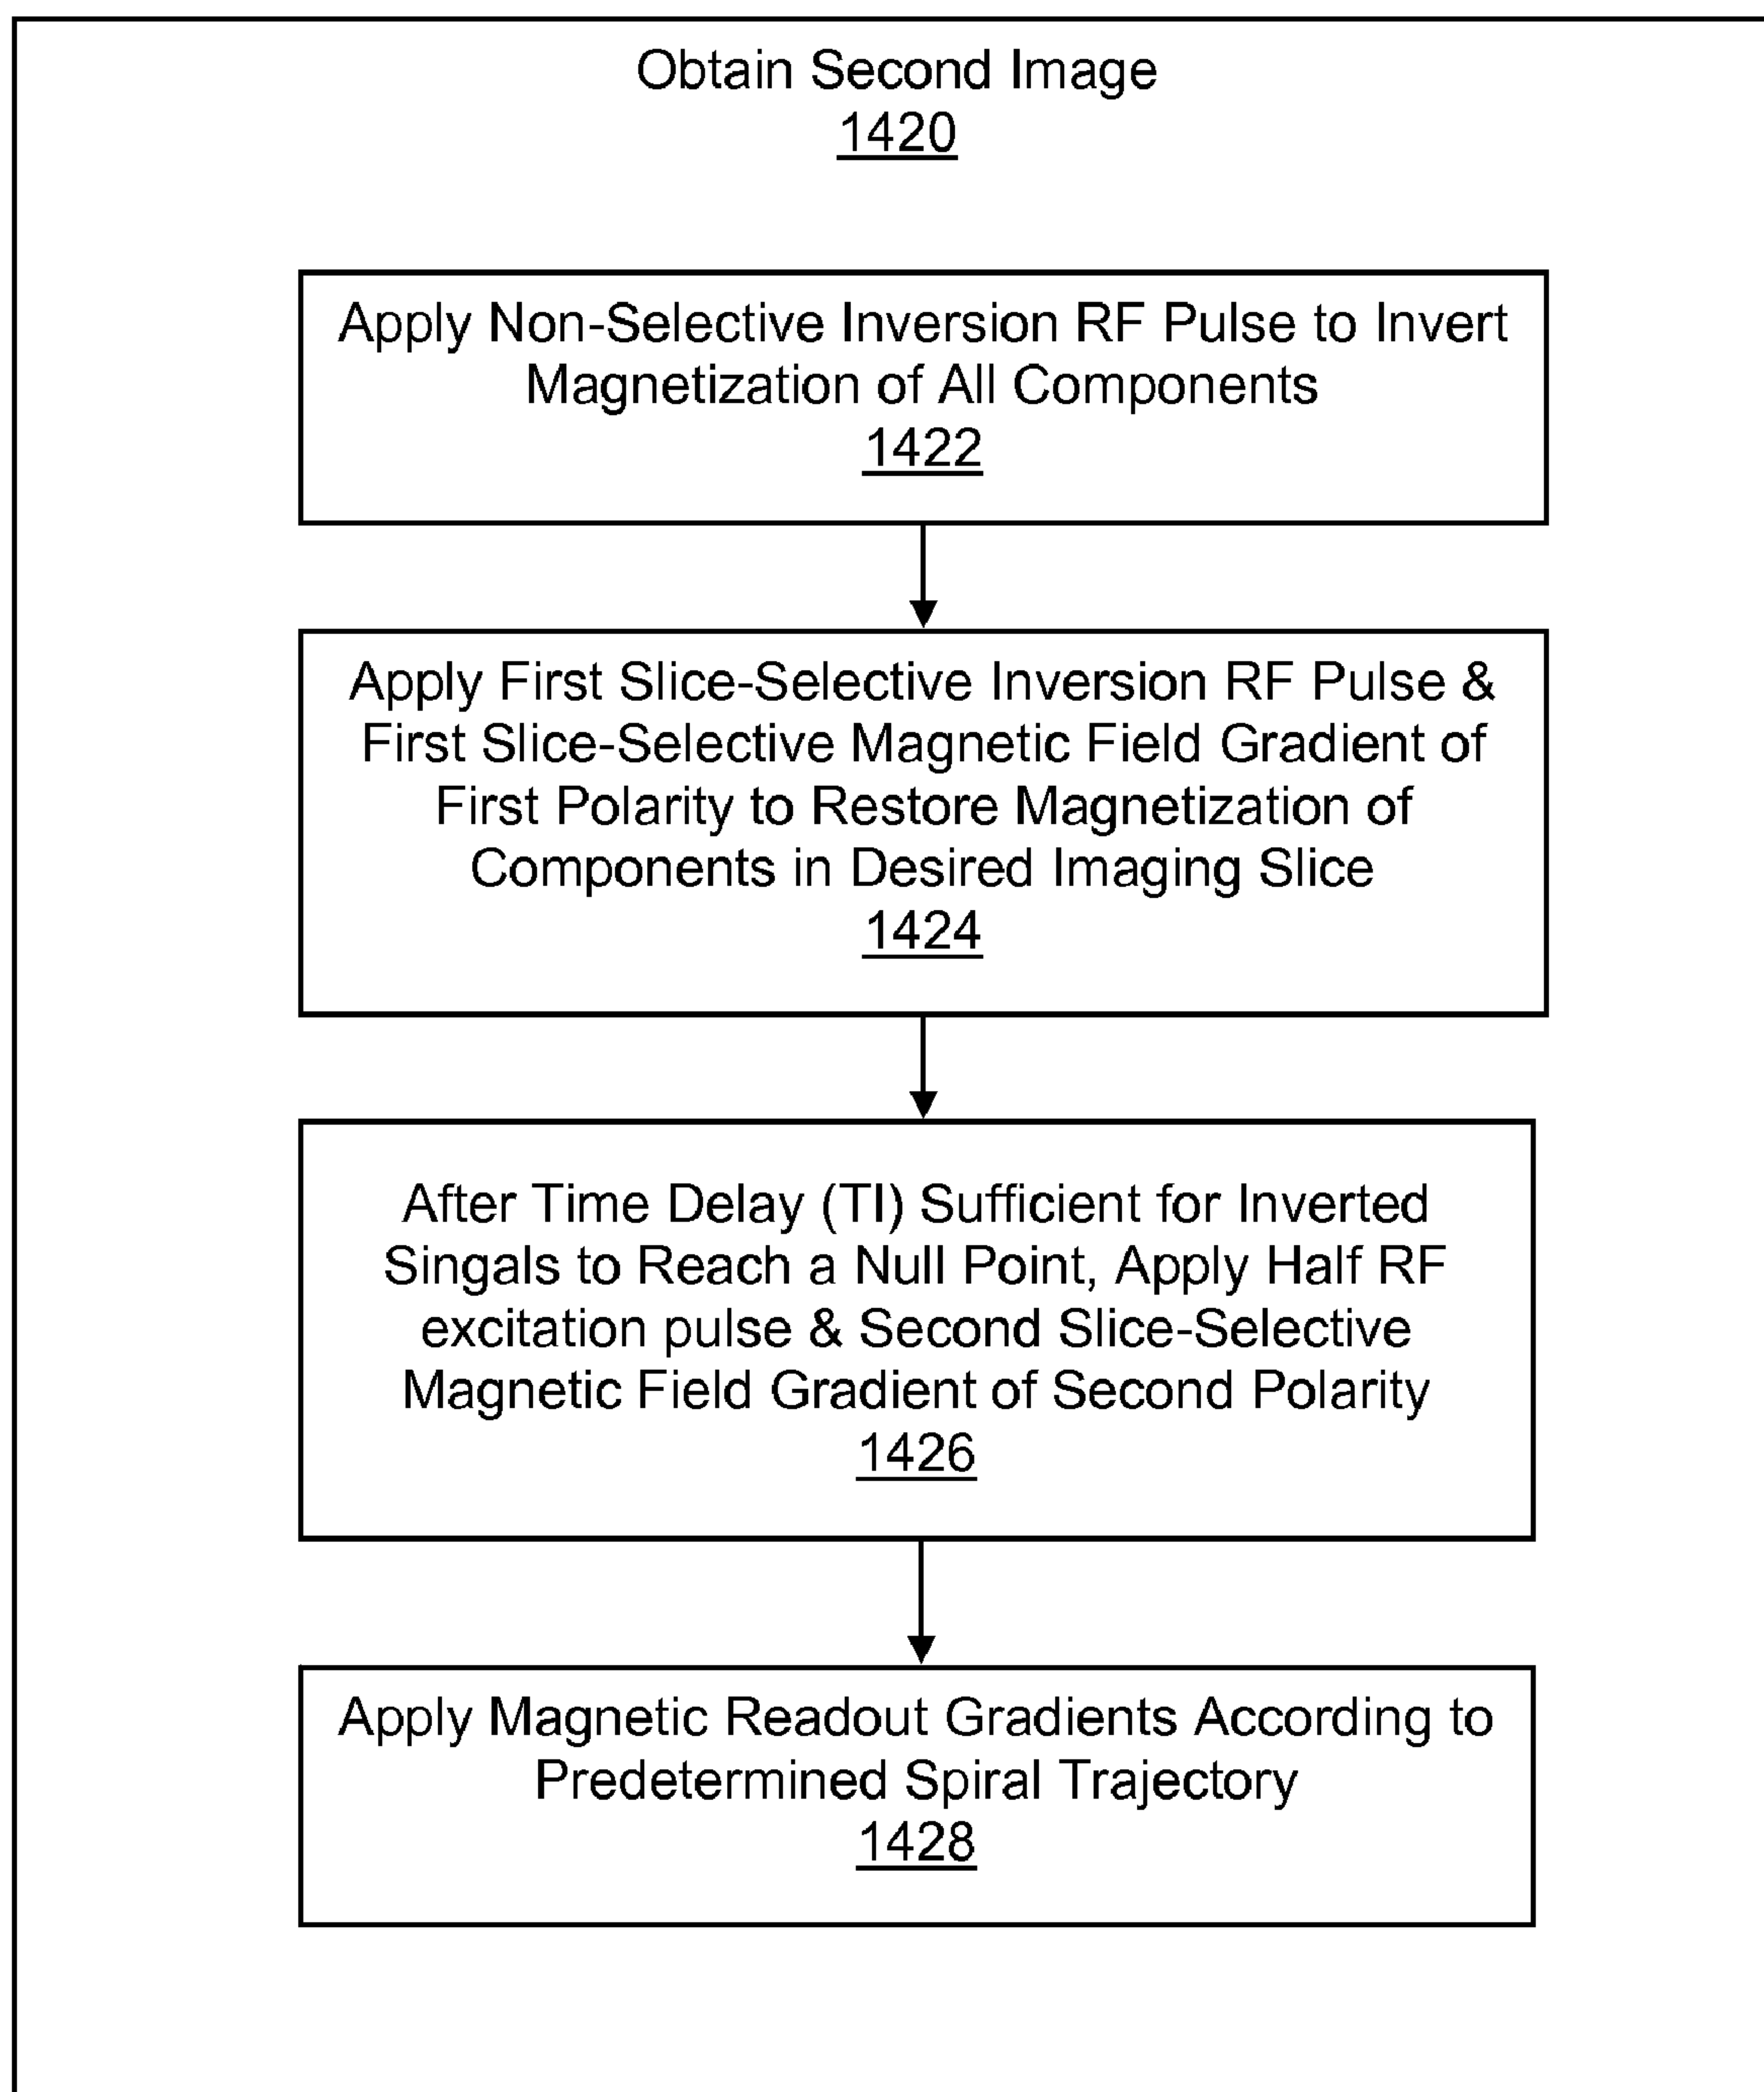 Obtain Second Image
1420
Apply Non-Selective Inversion RF Pulse to Invert
Magnetization of All Components
1422
Apply First Slice-Selective Inversion RF Pulse &
First Slice-Selective Magnetic Field Gradient of
First Polarity to Restore Magnetization of
Components in Desired Imaging Slice
1424
After Time Delay (TI) Sufficient for Inverted
Singals to Reach a Null Point, Apply Half RF
excitation pulse & Second Slice-Selective
Magnetic Field Gradient of Second Polarity
1426
Apply Magnetic Readout Gradients According to
Predetermined Spiral Trajectory
1428